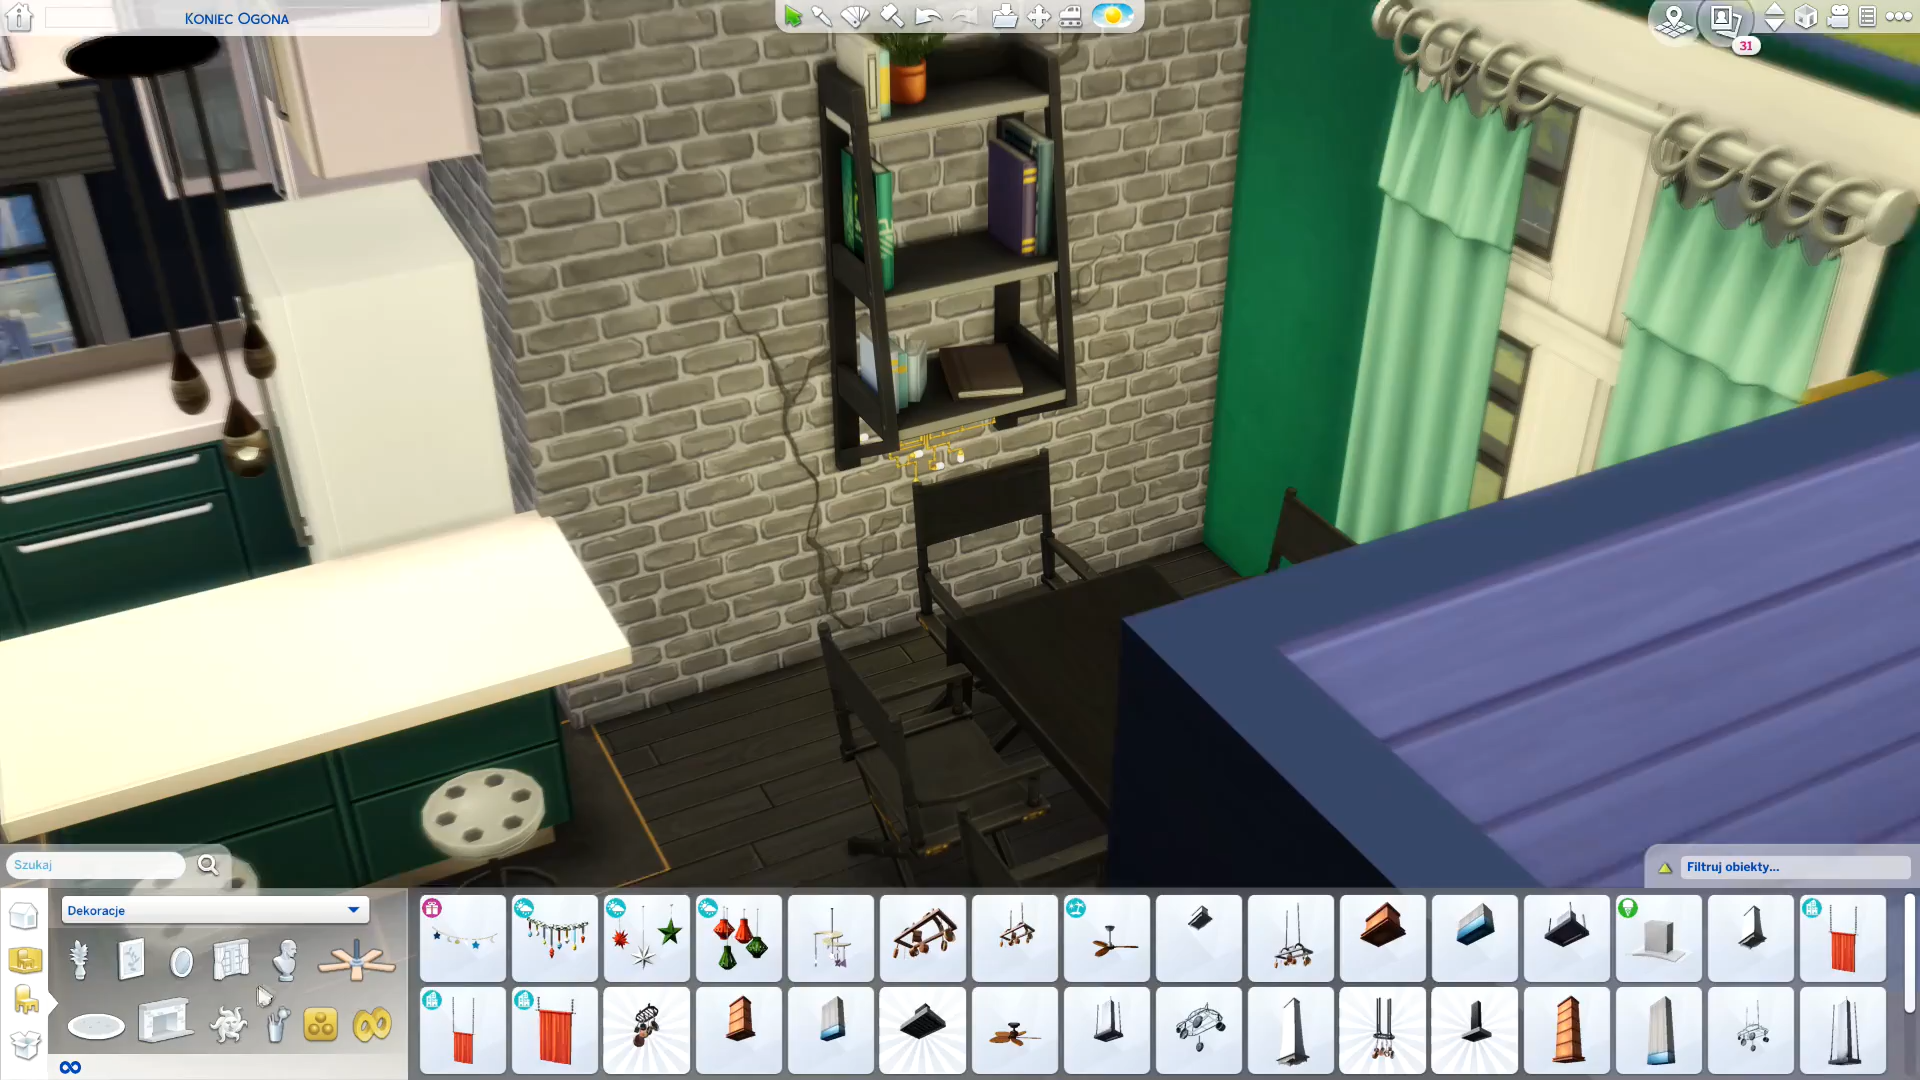 Koniec Ogona
31
Szukaj
Filtruj obiekty...
Dekoracje